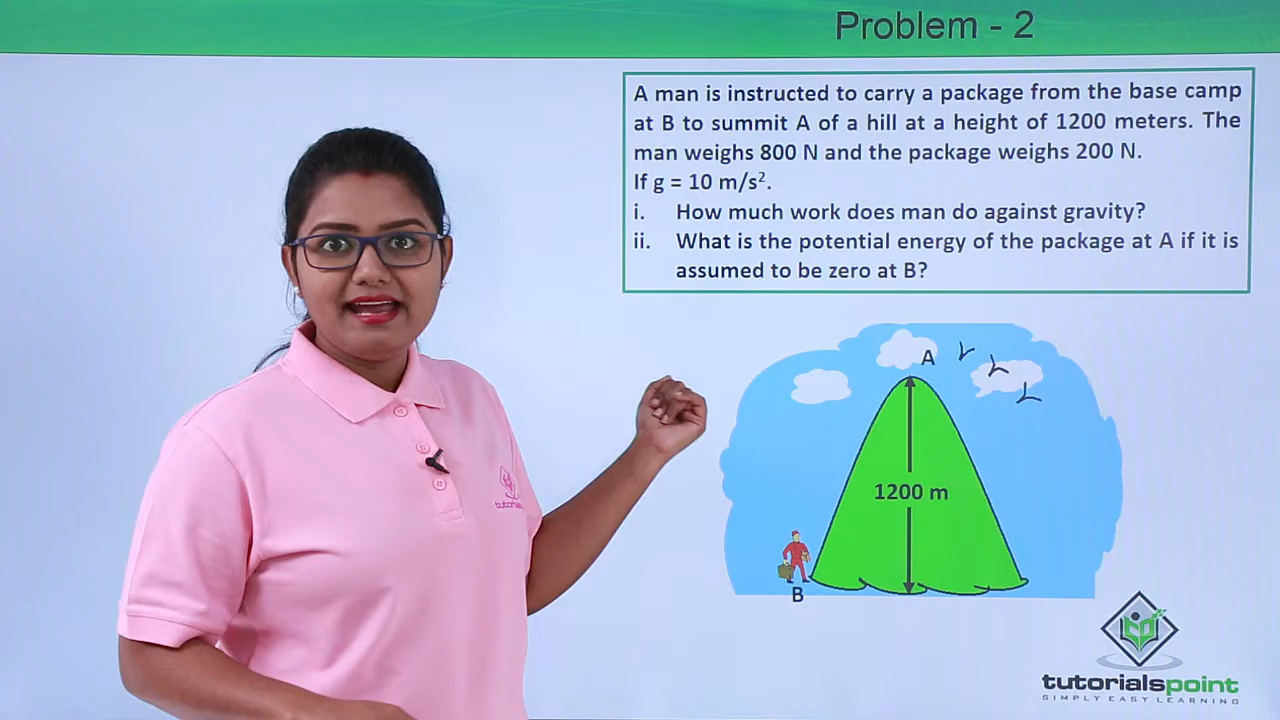 Problem - 2
A man is instructed to carry a package from the base camp
at B to summit A of a hill at a height of 1200 meters. The
man weighs 800 N and the package weighs 200 N.
If g = 10 m/s².
i. How much work does man do against gravity?
ii. What is the potential energy of the package at A if it is
assumed to be zero at B?
A
1200 m
B
tutorialspoint
SIMPLY EASY LEARNING